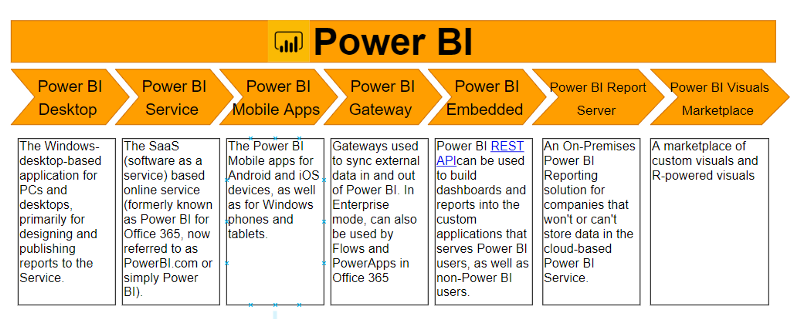 Power BI
Power BI
Desktop
Power BI
Service
Power BI
Mobile Apps
Power BI
Gateway
Power BI
Embedded
Power BI Report
Server
Power BI Visuals
Marketplace
The Windows-
desktop-based
application for
PCs and
desktops,
primarily for
designing and
publishing
reports to the
Service.
The SaaS
(software as a
service) based
online service
(formerly known
as Power BI for
Office 365, now
referred to as
PowerBI.com or
simply Power
BI).
The Power BI
Mobile apps for
Android and iOS
devices, as well
as for Windows
phones and
tablets.
Gateways used
to sync external
data in and out
of Power BI. In
Enterprise
mode, can also
be used by
Flows and
PowerApps in
Office 365
Power BI REST
APIcan be used
to build
dashboards and
reports into the
custom
applications that
serves Power BI
users, as well as
non-Power BI
users.
An On-Premises
Power BI
Reporting
solution for
companies that
won't or can't
store data in the
cloud-based
Power BI
Service.
A marketplace of
custom visuals and
R-powered visuals